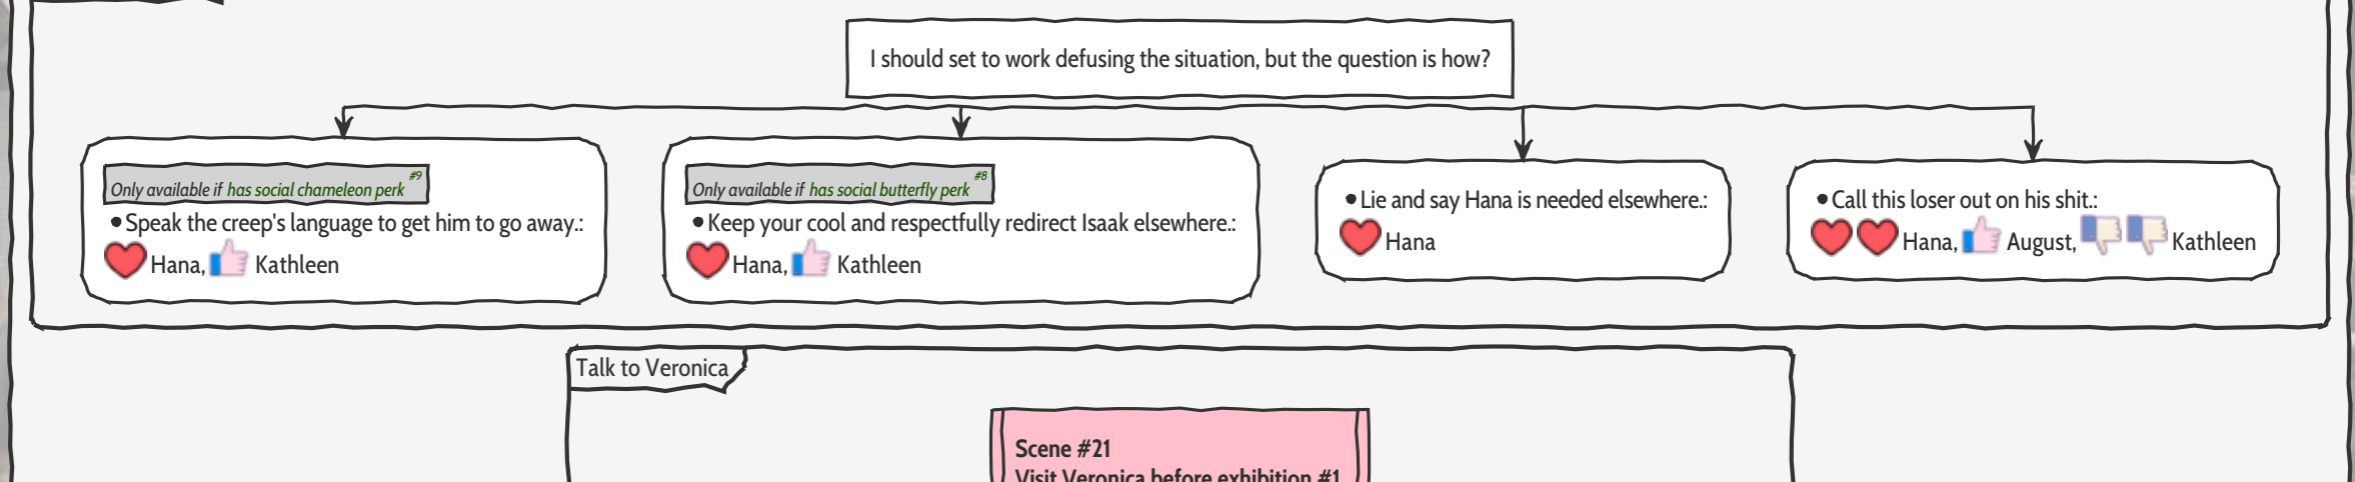 I should set to work defusing the situation, but the question is how?
Only available if has social chameleon perk #9
•Speak the creep's language to get him to go away.:
Hana, Kathleen
Only available if has social butterfly perk #8
•Keep your cool and respectfully redirect Isaak elsewhere.:
Hana, Kathleen
•Lie and say Hana is needed elsewhere.:
Hana
•Call this loser out on his shit.:
Hana, August, Kathleen
Talk to Veronica
Scene #21
Visit Veronica before exhibition #1